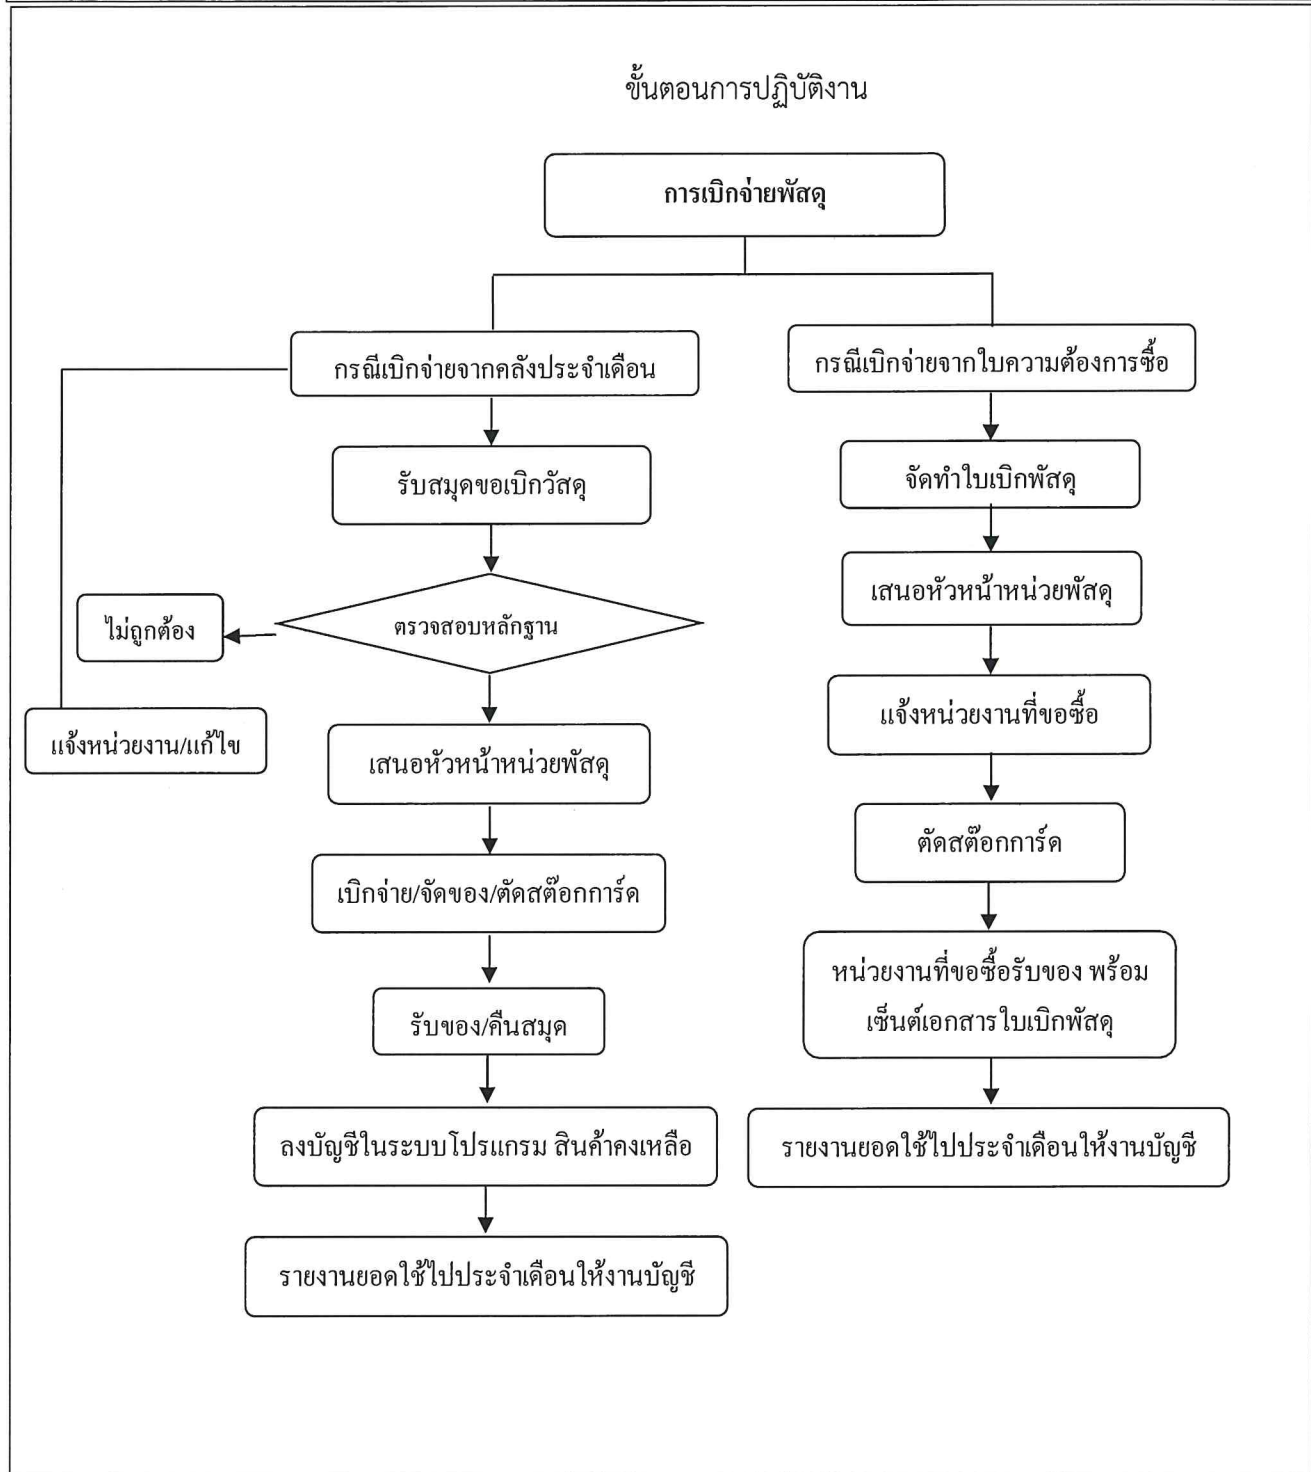 ขั้นตอนการปฏิบัติงาน
การเบิกจ่ายพัสดุ
กรณีเบิกจ่ายจากคลังประจำเดือน
รับสมุดขอเบิกวัสดุ
ตรวจสอบหลักฐาน
ไม่ถูกต้อง
แจ้งหน่วยงาน/แก้ไข
เสนอหัวหน้าหน่วยพัสดุ
เบิกจ่าย/จัดของ/ตัดสต๊อกการ์ด
รับของ/คืนสมุด
ลงบัญชีในระบบโปรแกรม สินค้าคงเหลือ
รายงานยอดใช้ไปประจำเดือนให้งานบัญชี
กรณีเบิกจ่ายจากใบความต้องการซื้อ
จัดทำใบเบิกพัสดุ
เสนอหัวหน้าหน่วยพัสดุ
แจ้งหน่วยงานที่ขอซื้อ
ตัดสต๊อกการ์ด
หน่วยงานที่ขอซื้อรับของ พร้อม
เซ็นต์เอกสารใบเบิกพัสดุ
รายงานยอดใช้ไปประจำเดือนให้งานบัญชี